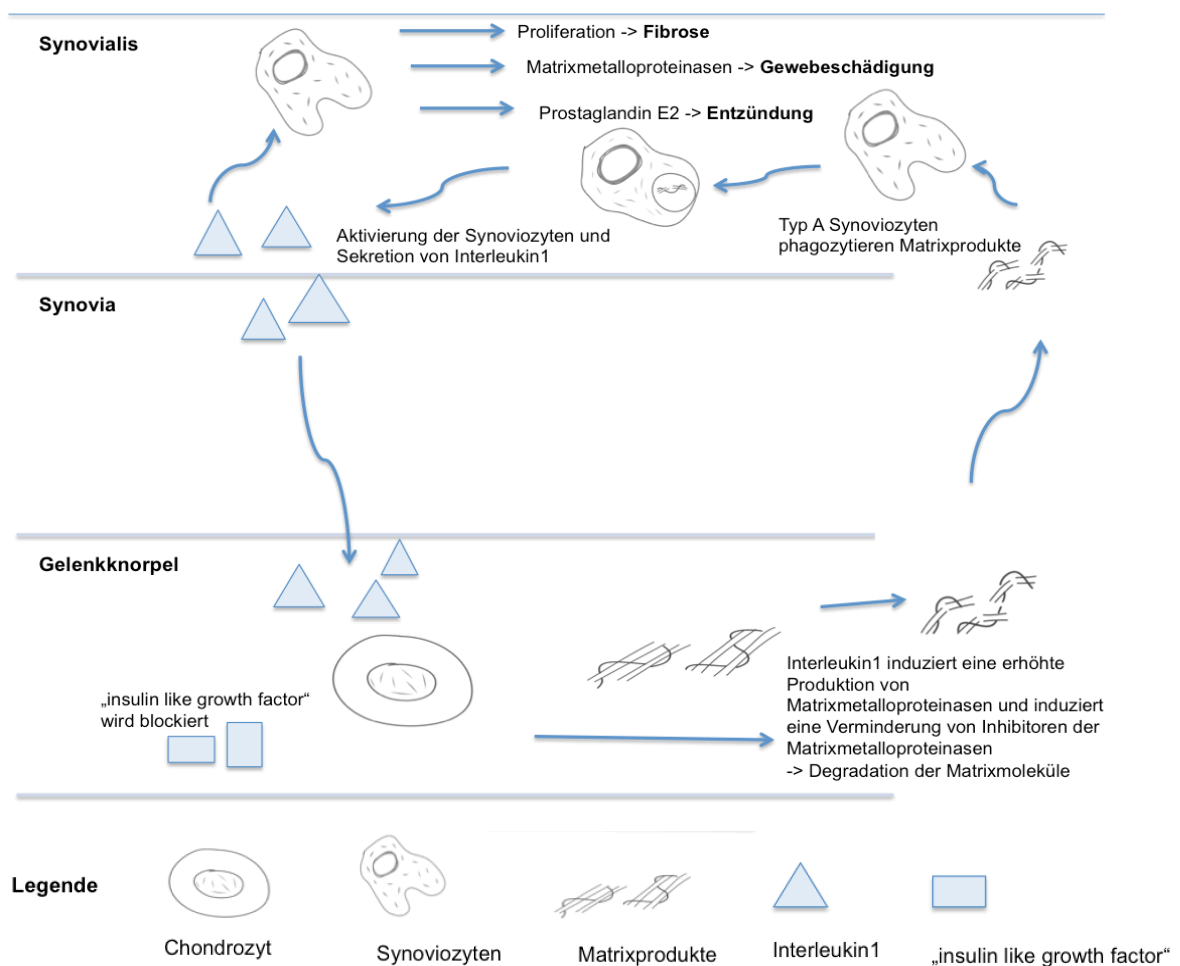 Synovialis
Proliferation -> Fibrose
Matrixmetalloproteinasen -> Gewebeschädigung
Prostaglandin E2 -> Entzündung
Aktivierung der Synoviozyten und
Sekretion von Interleukin1
Typ A Synoviozyten
phagozytieren Matrixprodukte
Synovia
Gelenkknorpel
„insulin like growth factor“
wird blockiert
Interleukin1 induziert eine erhöhte
Produktion von
Matrixmetalloproteinasen und induziert
eine Verminderung von Inhibitoren der
Matrixmetalloproteinasen
-> Degradation der Matrixmoleküle
Legende
Chondrozyt
Synoviozyten
Matrixprodukte
Interleukin1
„insulin like growth factor“